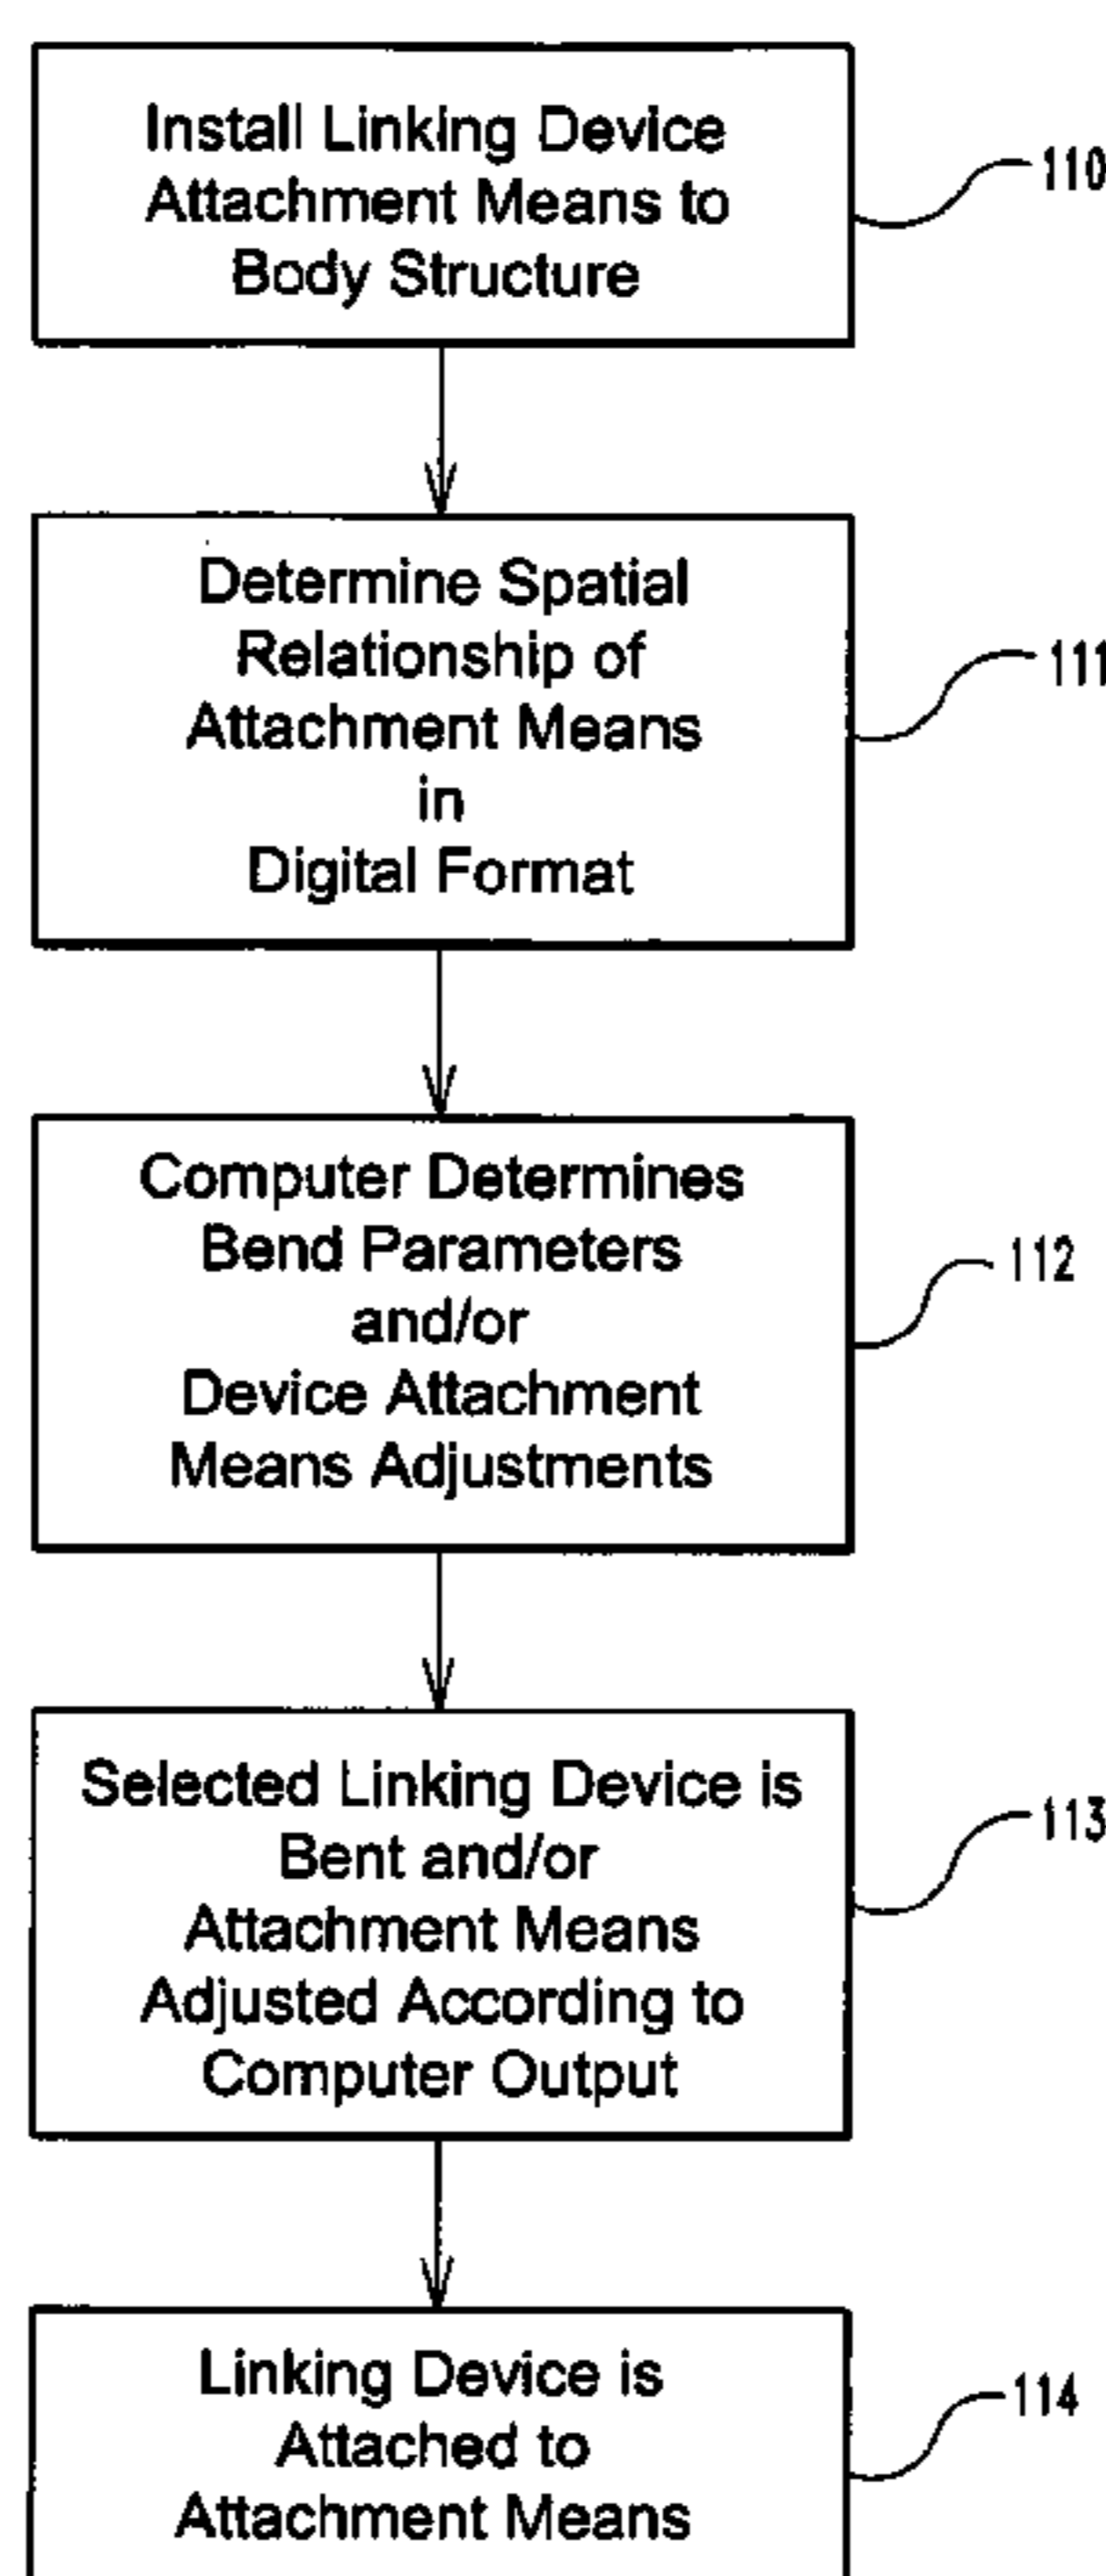 Install Linking Device
Attachment Means to
Body Structure
110
Determine Spatial
Relationship of
Attachment Means
in
Digital Format
111
Computer Determines
Bend Parameters
and/or
Device Attachment
Means Adjustments
112
Selected Linking Device is
Bent and/or
Attachment Means
Adjusted According to
Computer Output
113
Linking Device is
Attached to
Attachment Means
114